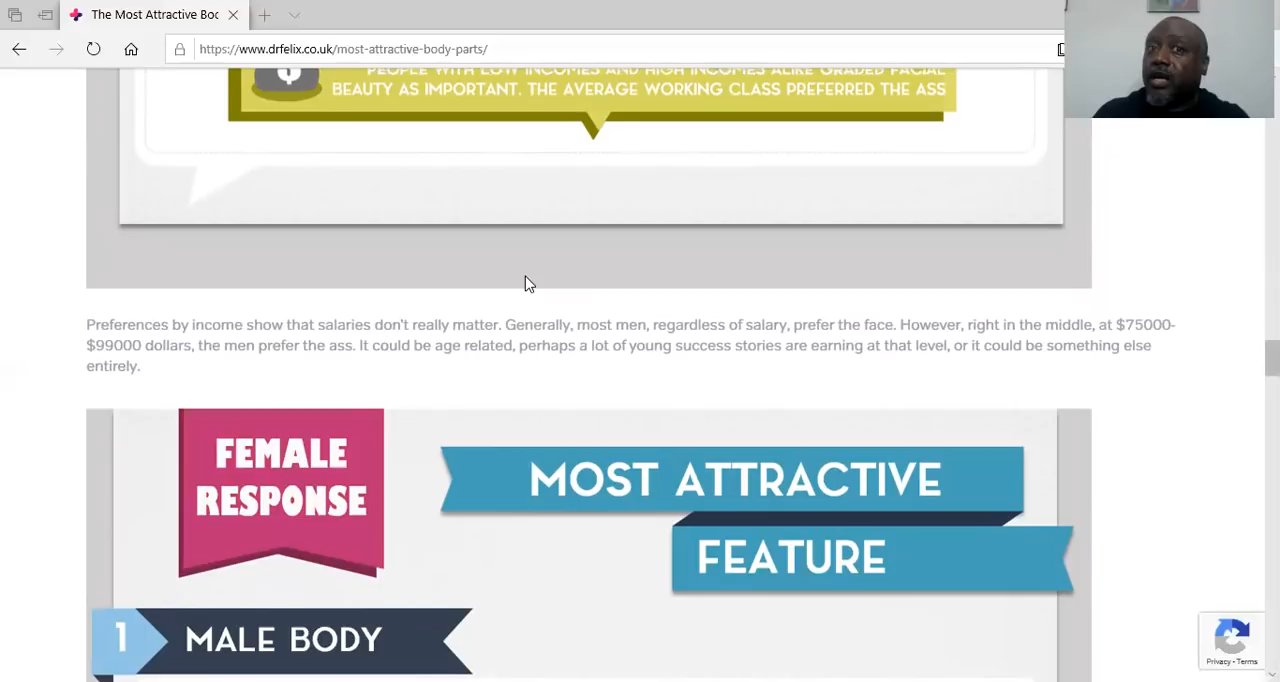 The Most Attractive Boc
https://www.drfelix.co.uk/most-attractive-body-parts/
PEOPLE WITH LOW INCOMES AND HIGH INCOMES ALIKE GRADED FACIAL
BEAUTY AS IMPORTANT. THE AVERAGE WORKING CLASS PREFERRED THE ASS
Preferences by income show that salaries don't really matter. Generally, most men, regardless of salary, prefer the face. However, right in the middle, at $75000-
$99000 dollars, the men prefer the ass. It could be age related, perhaps a lot of young success stories are earning at that level, or it could be something else
entirely.
FEMALE
RESPONSE
MOST ATTRACTIVE
FEATURE
1 MALE BODY
Privacy - Terms